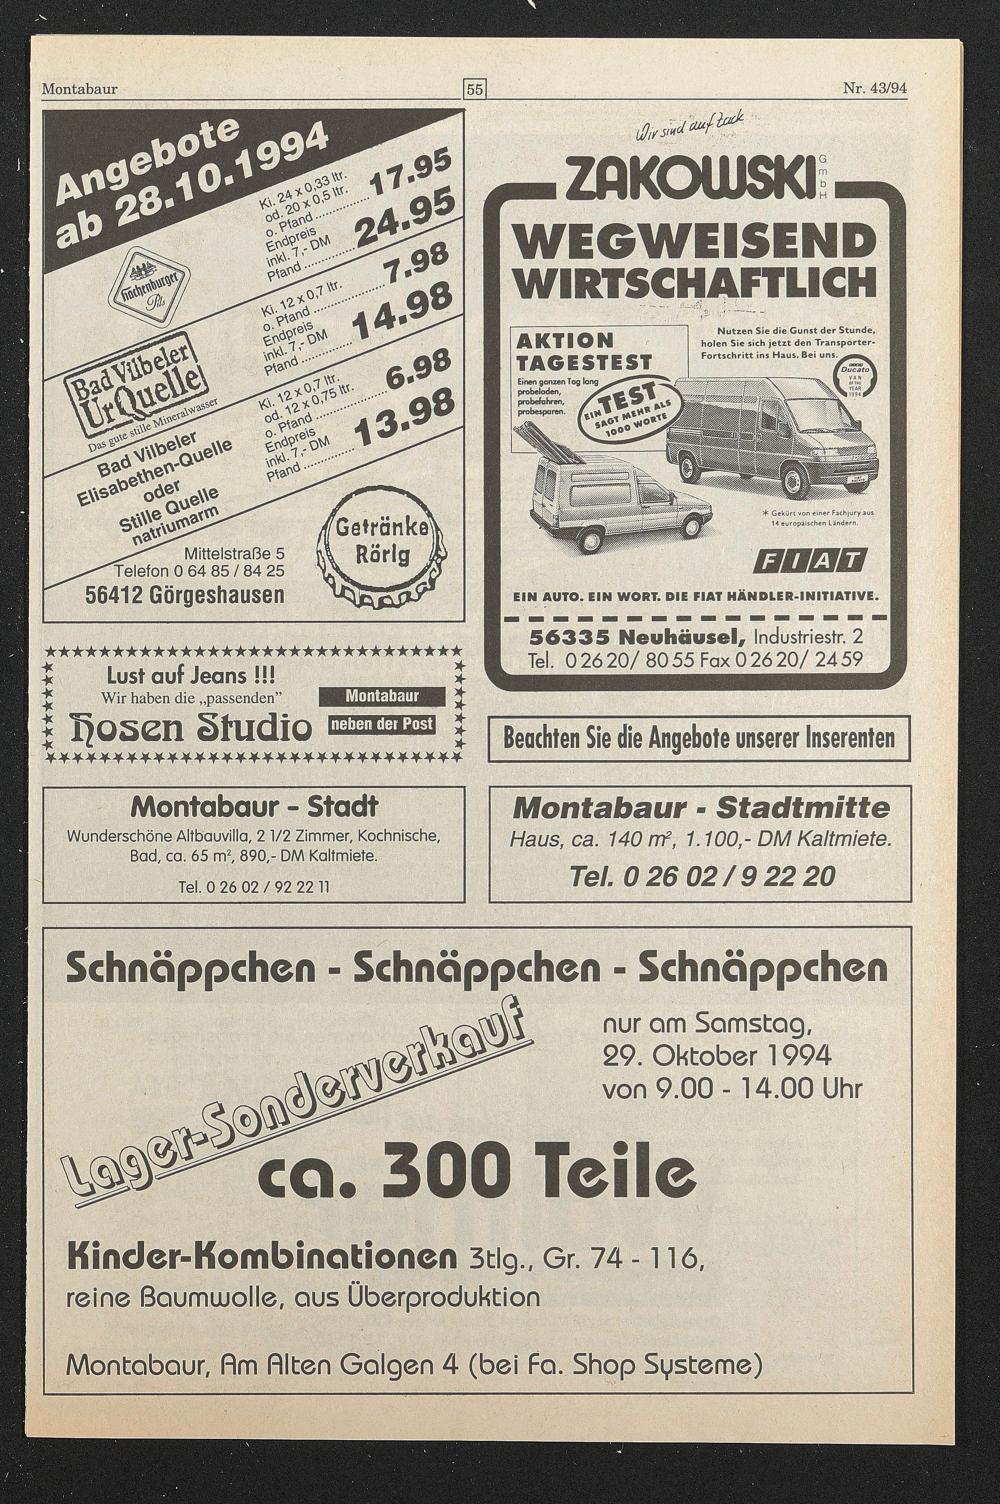 Montabaur
55
Nr. 43/94
Angebote
ab 28.10.1994
Hachenburger
Pils
Ki. 24 x 0,33 ltr.
od. 20 x 0,5 ltr.
o. Pfand .......... 17.95
Endpreis
inkl. 7,- DM
Pfand .......... 24.95
Bad Vilbeler
UrQuelle
Das gute stille Mineralwasser
Ki. 12 x 0,7 ltr.
o. Pfand .......... 7.98
Endpreis
inkl. 7,- DM
Pfand .......... 14.98
Bad Vilbeler
Elisabethen-Quelle
oder
Stille Quelle
natriumarm
Ki. 12 x 0,7 ltr.
od. 12 x 0,75 ltr.
o. Pfand .......... 6.98
Endpreis
inkl. 7,- DM
Pfand .......... 13.98
Getränke
Rörig
Mittelstraße 5
Telefon 0 64 85 / 84 25
56412 Görgeshausen
Wir sind auf Zack
ZAKOWSKI GmbH
WEGWEISEND
WIRTSCHAFTLICH
AKTION
TAGESTEST
Einen ganzen Tag lang
probeladen,
probefahren,
probesparen.
EIN TEST
SAGT MEHR ALS
1000 WORTE
Nutzen Sie die Gunst der Stunde,
holen Sie sich jetzt den Transporter-
Fortschritt ins Haus. Bei uns.
Ducato
VAN
OF THE
YEAR
1994
* Gekürt von einer Fachjury aus
14 europäischen Ländern.
FIAT
EIN AUTO. EIN WORT. DIE FIAT HÄNDLER-INITIATIVE.
56335 Neuhäusel, Industriestr. 2
Tel. 0 26 20/ 80 55 Fax 0 26 20/ 24 59
Lust auf Jeans !!!
Wir haben die „passenden”
Hosen Studio
Montabaur
neben der Post
Beachten Sie die Angebote unserer Inserenten
Montabaur - Stadt
Wunderschöne Altbauvilla, 2 1/2 Zimmer, Kochnische,
Bad, ca. 65 m², 890,- DM Kaltmiete.
Tel. 0 26 02 / 92 22 11
Montabaur - Stadtmitte
Haus, ca. 140 m², 1.100,- DM Kaltmiete.
Tel. 0 26 02 / 9 22 20
Schnäppchen - Schnäppchen - Schnäppchen
Lager-Sonderverkauf
nur am Samstag,
29. Oktober 1994
von 9.00 - 14.00 Uhr
ca. 300 Teile
Kinder-Kombinationen 3tlg., Gr. 74 - 116,
reine Baumwolle, aus Überproduktion
Montabaur, Am Alten Galgen 4 (bei Fa. Shop Systeme)